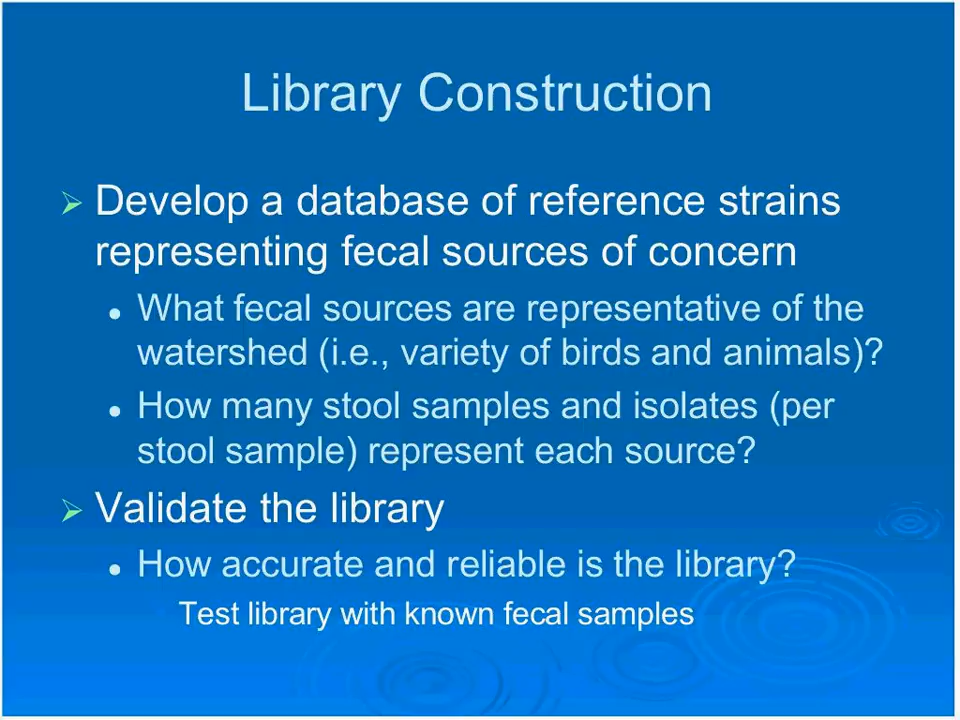 Library Construction
Develop a database of reference strains
representing fecal sources of concern
What fecal sources are representative of the
watershed (i.e., variety of birds and animals)?
How many stool samples and isolates (per
stool sample) represent each source?
Validate the library
How accurate and reliable is the library?
Test library with known fecal samples